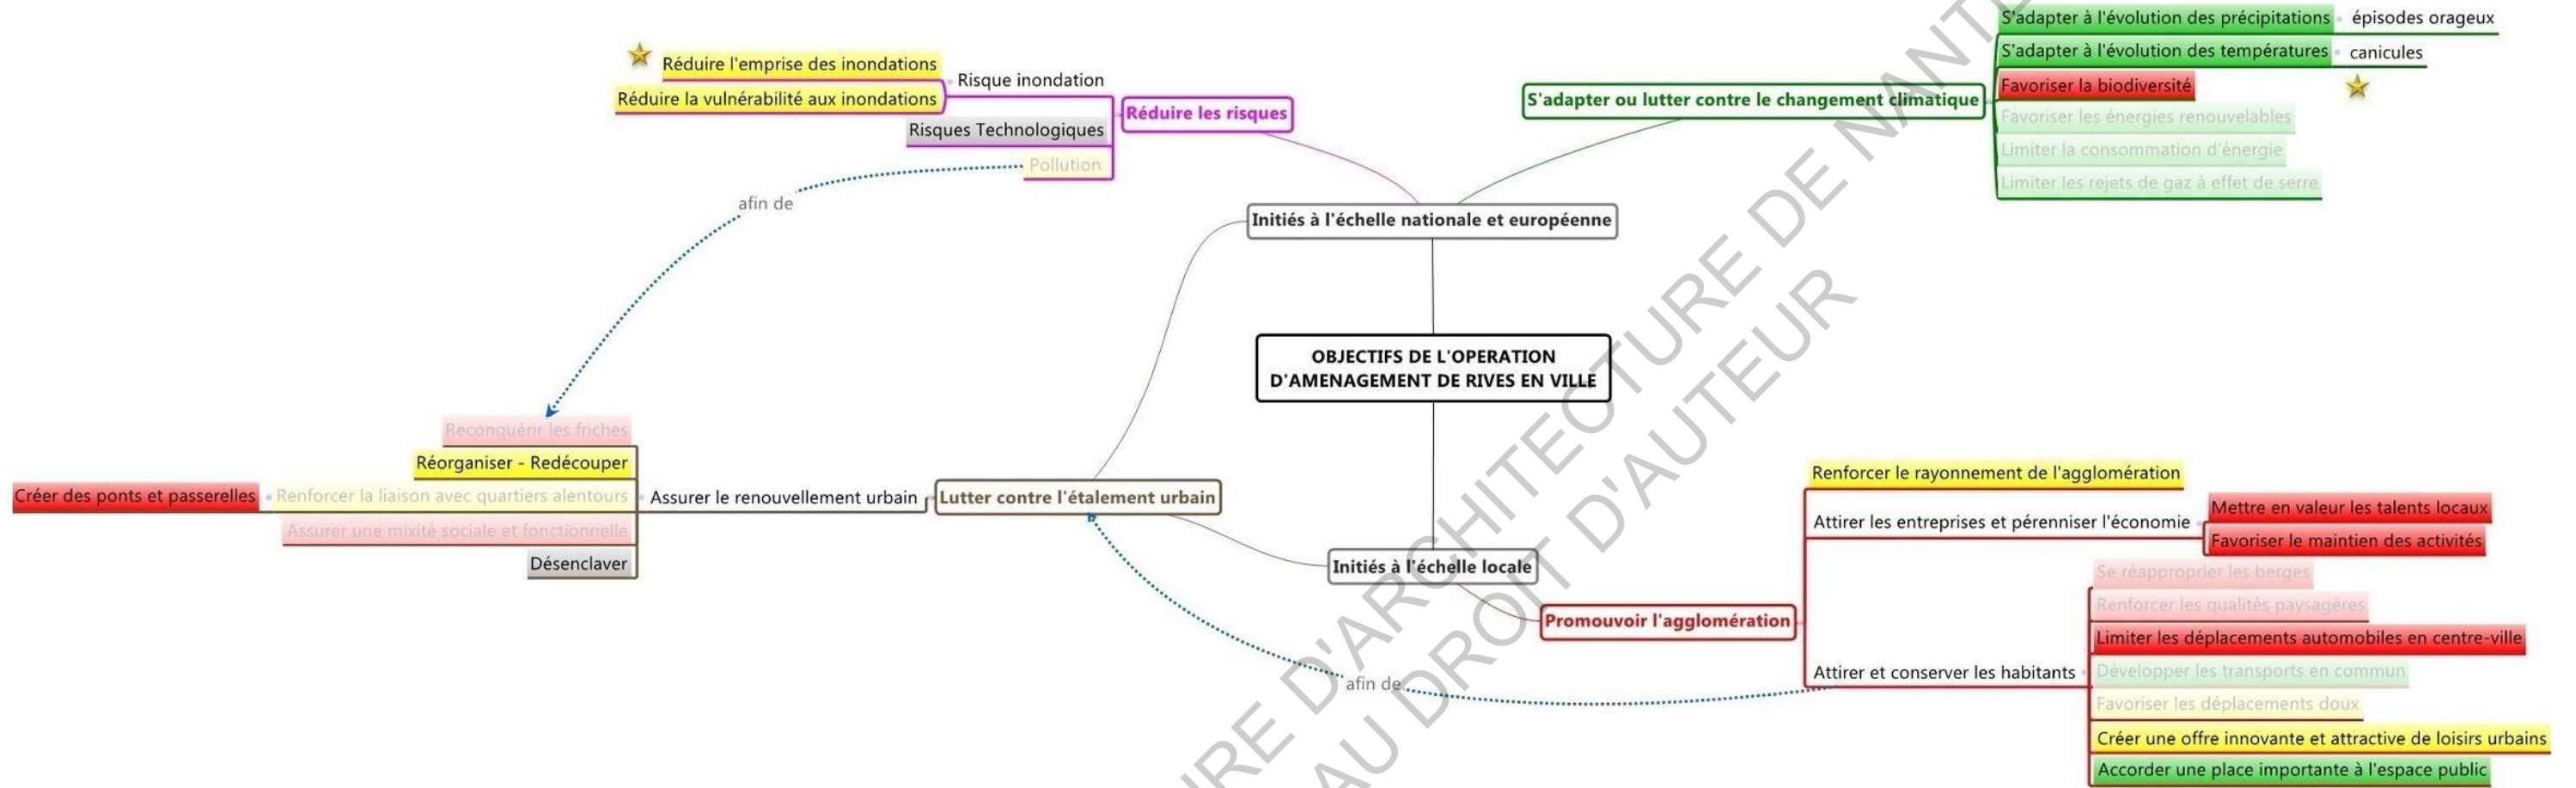 S'adapter à l'évolution des précipitations
épisodes orageux
S'adapter à l'évolution des températures
canicules
Favoriser la biodiversité
Favoriser les énergies renouvelables
Limiter la consommation d'énergie
Limiter les rejets de gaz à effet de serre
S'adapter ou lutter contre le changement climatique
Réduire l'emprise des inondations
Réduire la vulnérabilité aux inondations
Risque inondation
Réduire les risques
Risques Technologiques
Pollution
afin de
Initiés à l'échelle nationale et européenne
OBJECTIFS DE L'OPERATION
D'AMENAGEMENT DE RIVES EN VILLE
Reconquérir les friches
Réorganiser - Redécouper
Créer des ponts et passerelles
Renforcer la liaison avec quartiers alentours
Assurer le renouvellement urbain
Lutter contre l'étalement urbain
Assurer une mixité sociale et fonctionnelle
Désenclaver
Initiés à l'échelle locale
Promouvoir l'agglomération
Renforcer le rayonnement de l'agglomération
Attirer les entreprises et pérenniser l'économie
Mettre en valeur les talents locaux
Favoriser le maintien des activités
Attirer et conserver les habitants
Se réapproprier les berges
Renforcer les qualités paysagères
Limiter les déplacements automobiles en centre-ville
Développer les transports en commun
Favoriser les déplacements doux
Créer une offre innovante et attractive de loisirs urbains
Accorder une place importante à l'espace public
afin de
D'ARCHITECTURE DE
AU DROIT D'AUTEUR